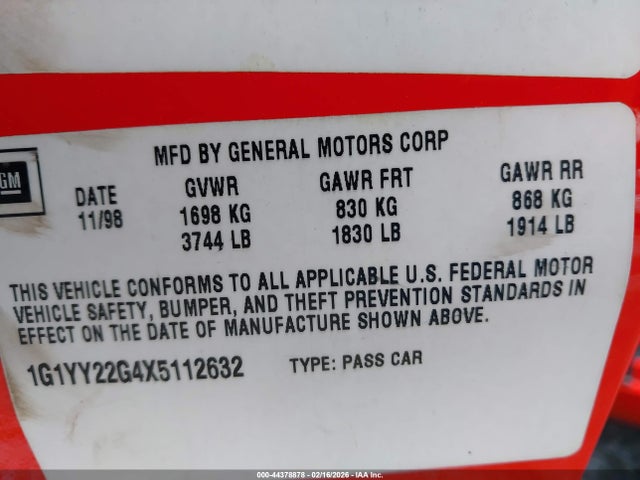 MFD BY GENERAL MOTORS CORP
GM
DATE GVWR GAWR FRT GAWR RR
11/98 1698 KG 830 KG 868 KG
3744 LB 1830 LB 1914 LB
THIS VEHICLE CONFORMS TO ALL APPLICABLE U.S. FEDERAL MOTOR
VEHICLE SAFETY, BUMPER, AND THEFT PREVENTION STANDARDS IN
EFFECT ON THE DATE OF MANUFACTURE SHOWN ABOVE.
1G1YY22G4X5112632 TYPE: PASS CAR
000-44378878 - 02/16/2026 - IAA Inc.